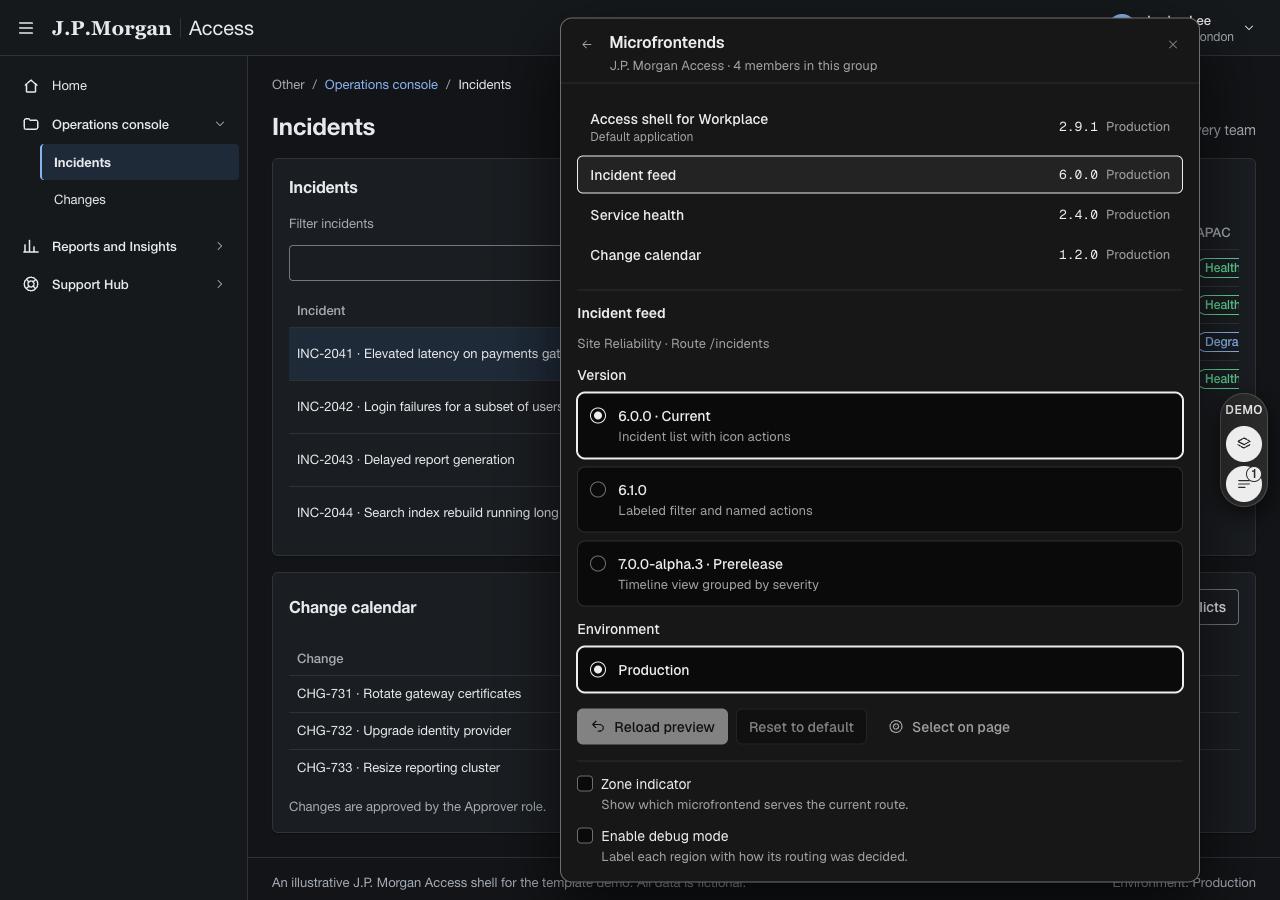 J.P.Morgan Access
Lee
London
Home
Operations console
Incidents
Changes
Reports and Insights
Support Hub
Other / Operations console / Incidents
Incidents
every team
Incidents
Filter incidents
Incident
APAC
INC-2041 · Elevated latency on payments gat
INC-2042 · Login failures for a subset of users
INC-2043 · Delayed report generation
INC-2044 · Search index rebuild running long
Health
Health
Degra
Health
Change calendar
licts
Change
CHG-731 · Rotate gateway certificates
CHG-732 · Upgrade identity provider
CHG-733 · Resize reporting cluster
Changes are approved by the Approver role.
An illustrative J.P. Morgan Access shell for the template demo. All data is fictional.
Environment: Production
Microfrontends
J.P. Morgan Access · 4 members in this group
Access shell for Workplace
Default application
2.9.1 Production
Incident feed 6.0.0 Production
Service health 2.4.0 Production
Change calendar 1.2.0 Production
Incident feed
Site Reliability · Route /incidents
Version
6.0.0 · Current
Incident list with icon actions
6.1.0
Labeled filter and named actions
7.0.0-alpha.3 · Prerelease
Timeline view grouped by severity
Environment
Production
Reload preview Reset to default Select on page
Zone indicator
Show which microfrontend serves the current route.
Enable debug mode
Label each region with how its routing was decided.
DEMO
1